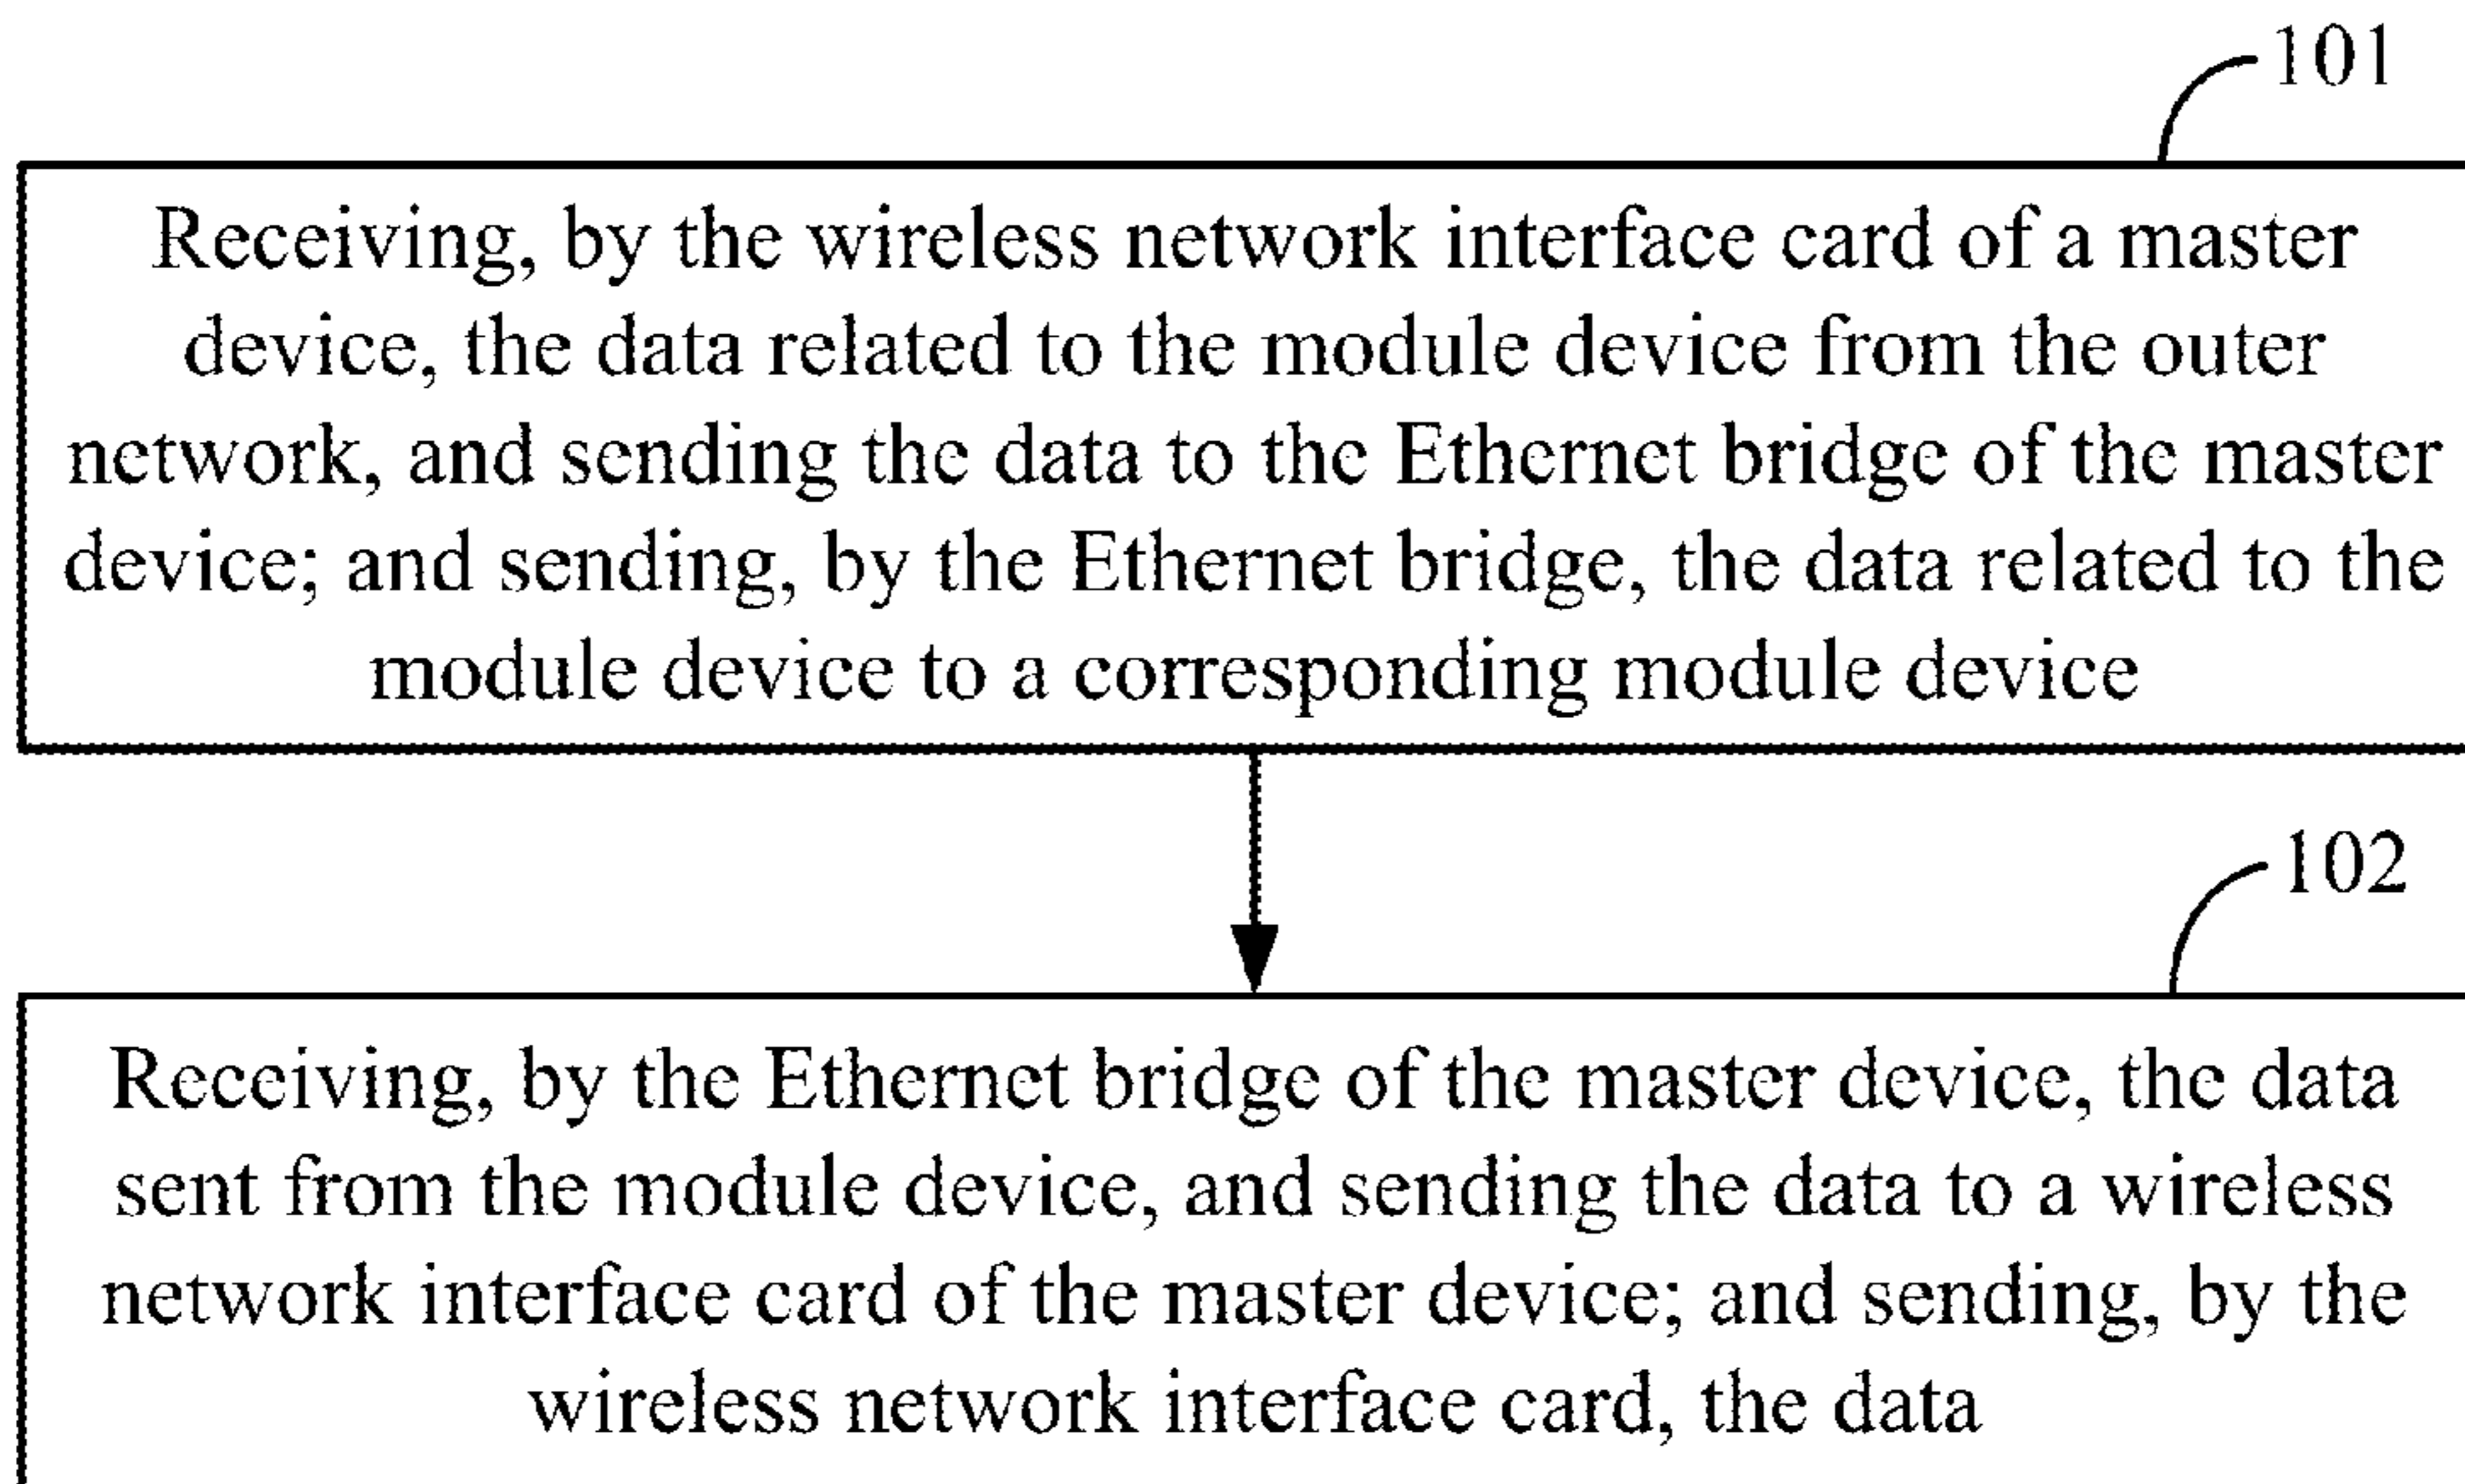 101
Receiving, by the wireless network interface card of a master
device, the data related to the module device from the outer
network, and sending the data to the Ethernet bridge of the master
device; and sending, by the Ethernet bridge, the data related to the
module device to a corresponding module device
102
Receiving, by the Ethernet bridge of the master device, the data
sent from the module device, and sending the data to a wireless
network interface card of the master device; and sending, by the
wireless network interface card, the data